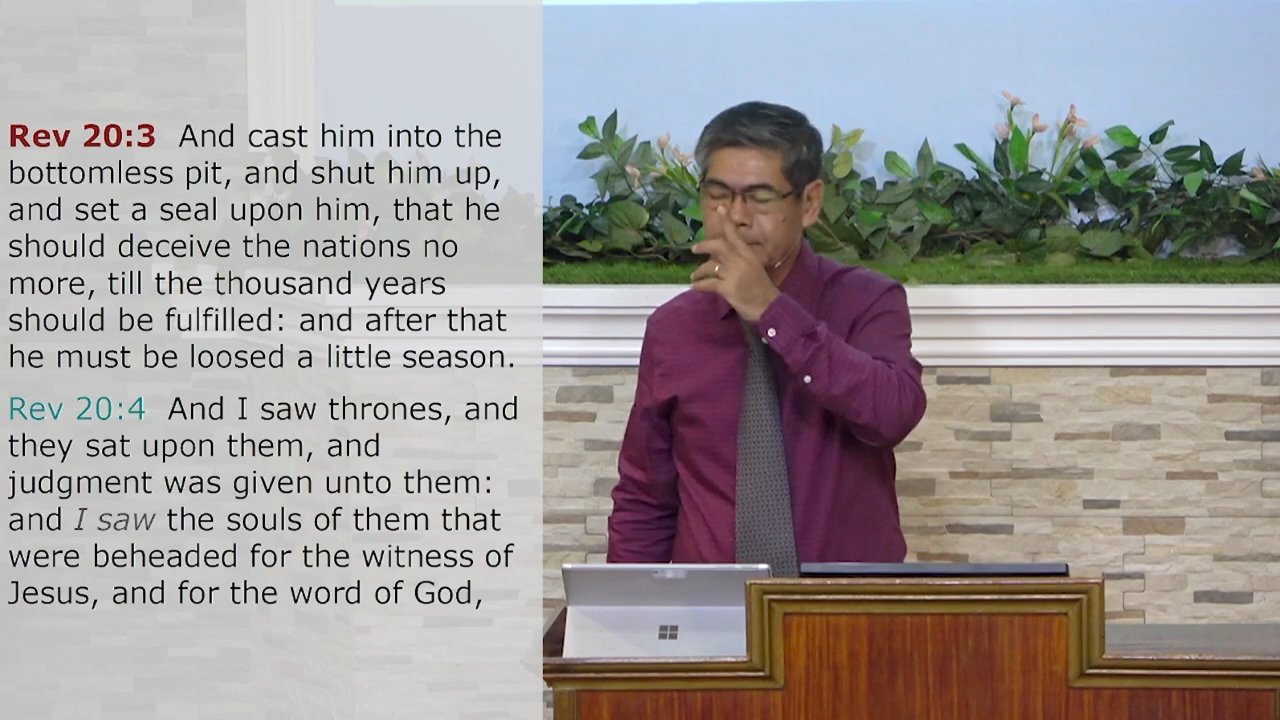 Rev 20:3 And cast him into the
bottomless pit, and shut him up,
and set a seal upon him, that he
should deceive the nations no
more, till the thousand years
should be fulfilled: and after that
he must be loosed a little season.
Rev 20:4 And I saw thrones, and
they sat upon them, and
judgment was given unto them:
and I saw the souls of them that
were beheaded for the witness of
Jesus, and for the word of God,